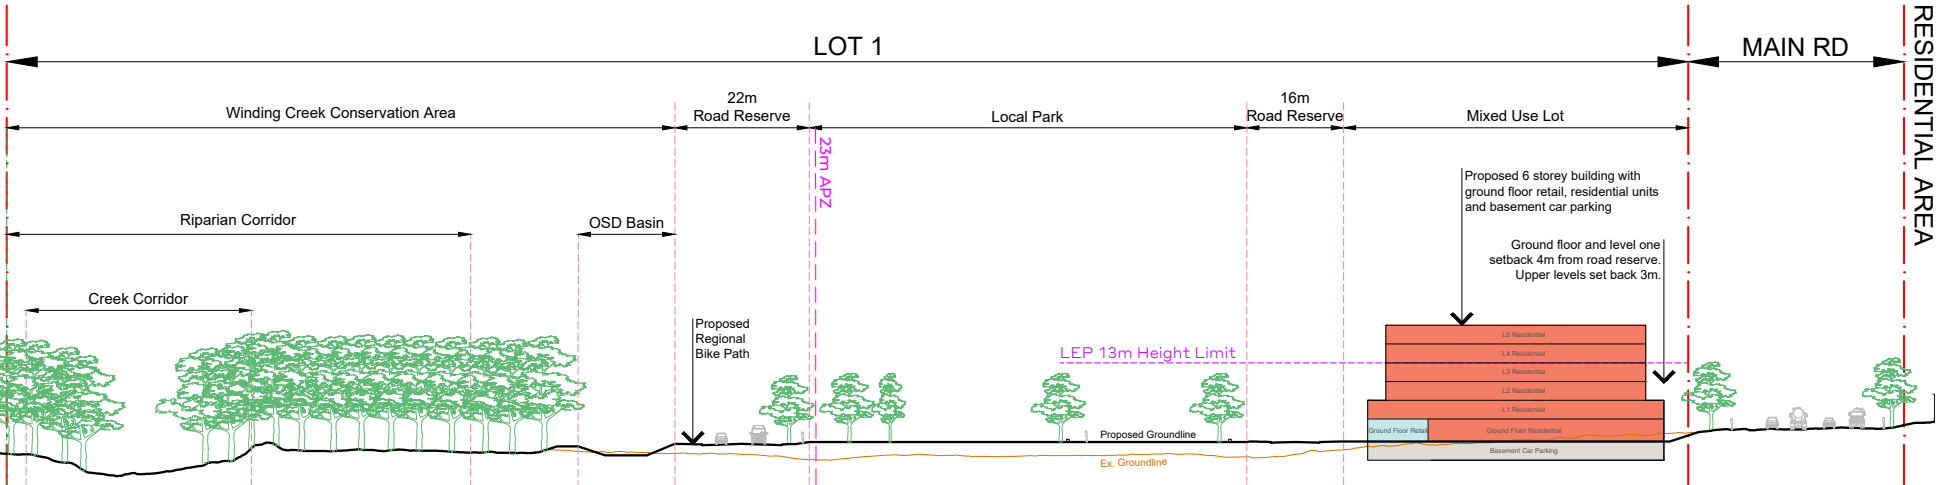 LOT 1
MAIN RD
RESIDENTIAL AREA
Winding Creek Conservation Area
22m
Road Reserve
Local Park
16m
Road Reserve
Mixed Use Lot
23m APZ
Riparian Corridor
OSD Basin
Creek Corridor
Proposed
Regional
Bike Path
Proposed 6 storey building with
ground floor retail, residential units
and basement car parking
Ground floor and level one
setback 4m from road reserve.
Upper levels set back 3m.
LEP 13m Height Limit
L5 Residential
L4 Residential
L3 Residential
L2 Residential
L1 Residential
Ground Floor Retail
Ground Floor Residential
Basement Car Parking
Proposed Groundline
Ex. Groundline